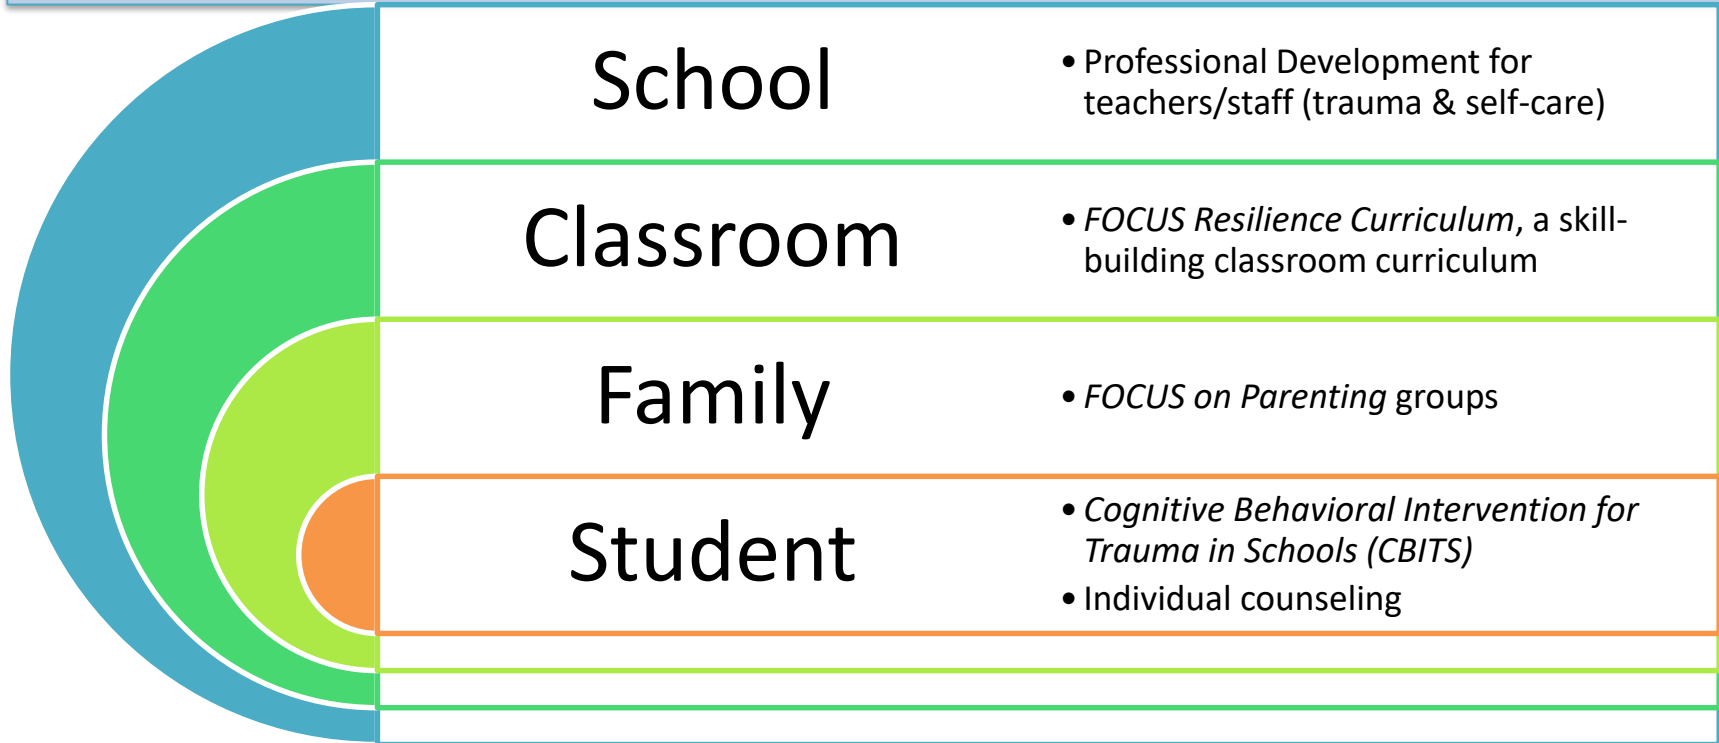 School
• Professional Development for
teachers/staff (trauma & self-care)
Classroom
• FOCUS Resilience Curriculum, a skill-
building classroom curriculum
Family
• FOCUS on Parenting groups
Student
• Cognitive Behavioral Intervention for
Trauma in Schools (CBITS)
• Individual counseling